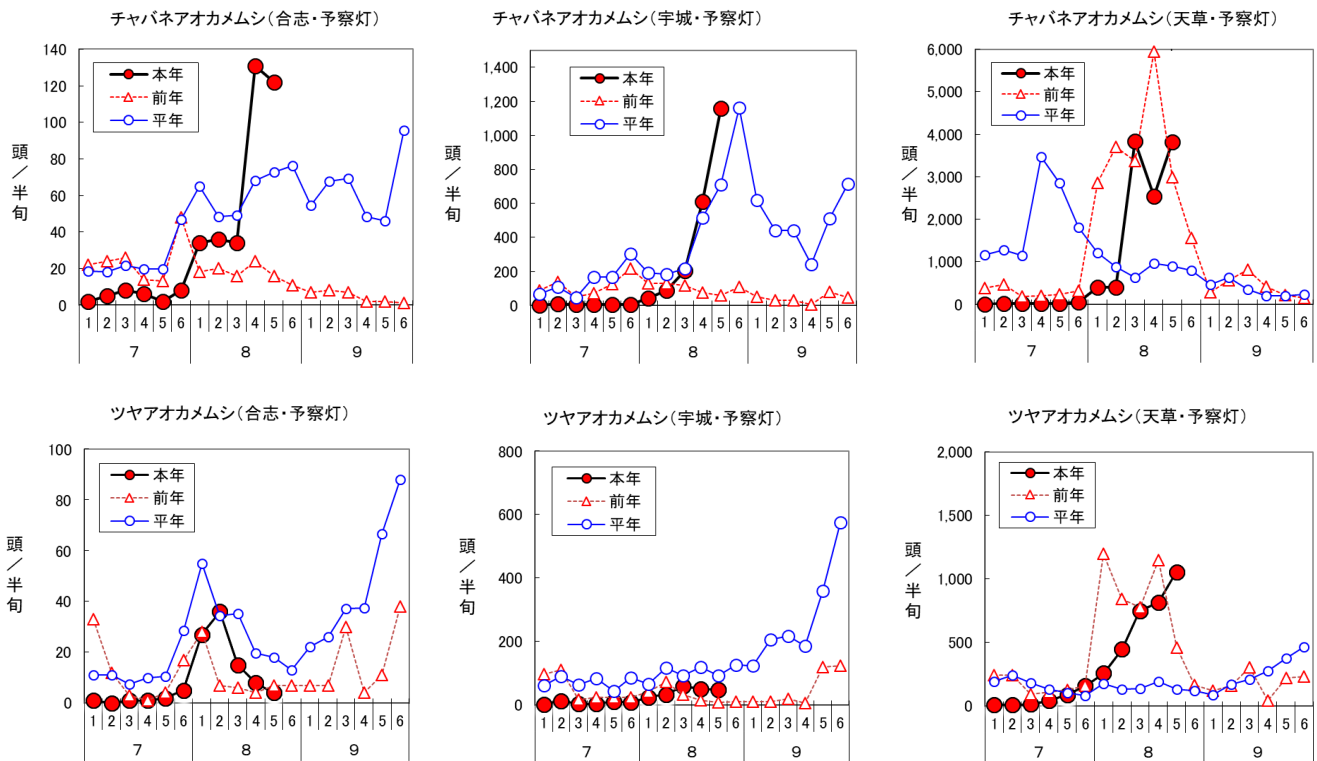 チャバネアオカメムシ(合志・予察灯)
140
120
100
80
60
40
20
0
頭/半旬
本年
前年
平年
1 2 3 4 5 6 1 2 3 4 5 6 1 2 3 4 5 6
7 8 9
チャバネアオカメムシ(宇城・予察灯)
1,400
1,200
1,000
800
600
400
200
0
頭/半旬
本年
前年
平年
1 2 3 4 5 6 1 2 3 4 5 6 1 2 3 4 5 6
7 8 9
チャバネアオカメムシ(天草・予察灯)
6,000
5,000
4,000
3,000
2,000
1,000
0
頭/半旬
本年
前年
平年
1 2 3 4 5 6 1 2 3 4 5 6 1 2 3 4 5 6
7 8 9
ツヤアオカメムシ(合志・予察灯)
100
80
60
40
20
0
頭/半旬
本年
前年
平年
1 2 3 4 5 6 1 2 3 4 5 6 1 2 3 4 5 6
7 8 9
ツヤアオカメムシ(宇城・予察灯)
800
600
400
200
0
頭/半旬
本年
前年
平年
1 2 3 4 5 6 1 2 3 4 5 6 1 2 3 4 5 6
7 8 9
ツヤアオカメムシ(天草・予察灯)
2,000
1,500
1,000
500
0
頭/半旬
本年
前年
平年
1 2 3 4 5 6 1 2 3 4 5 6 1 2 3 4 5 6
7 8 9